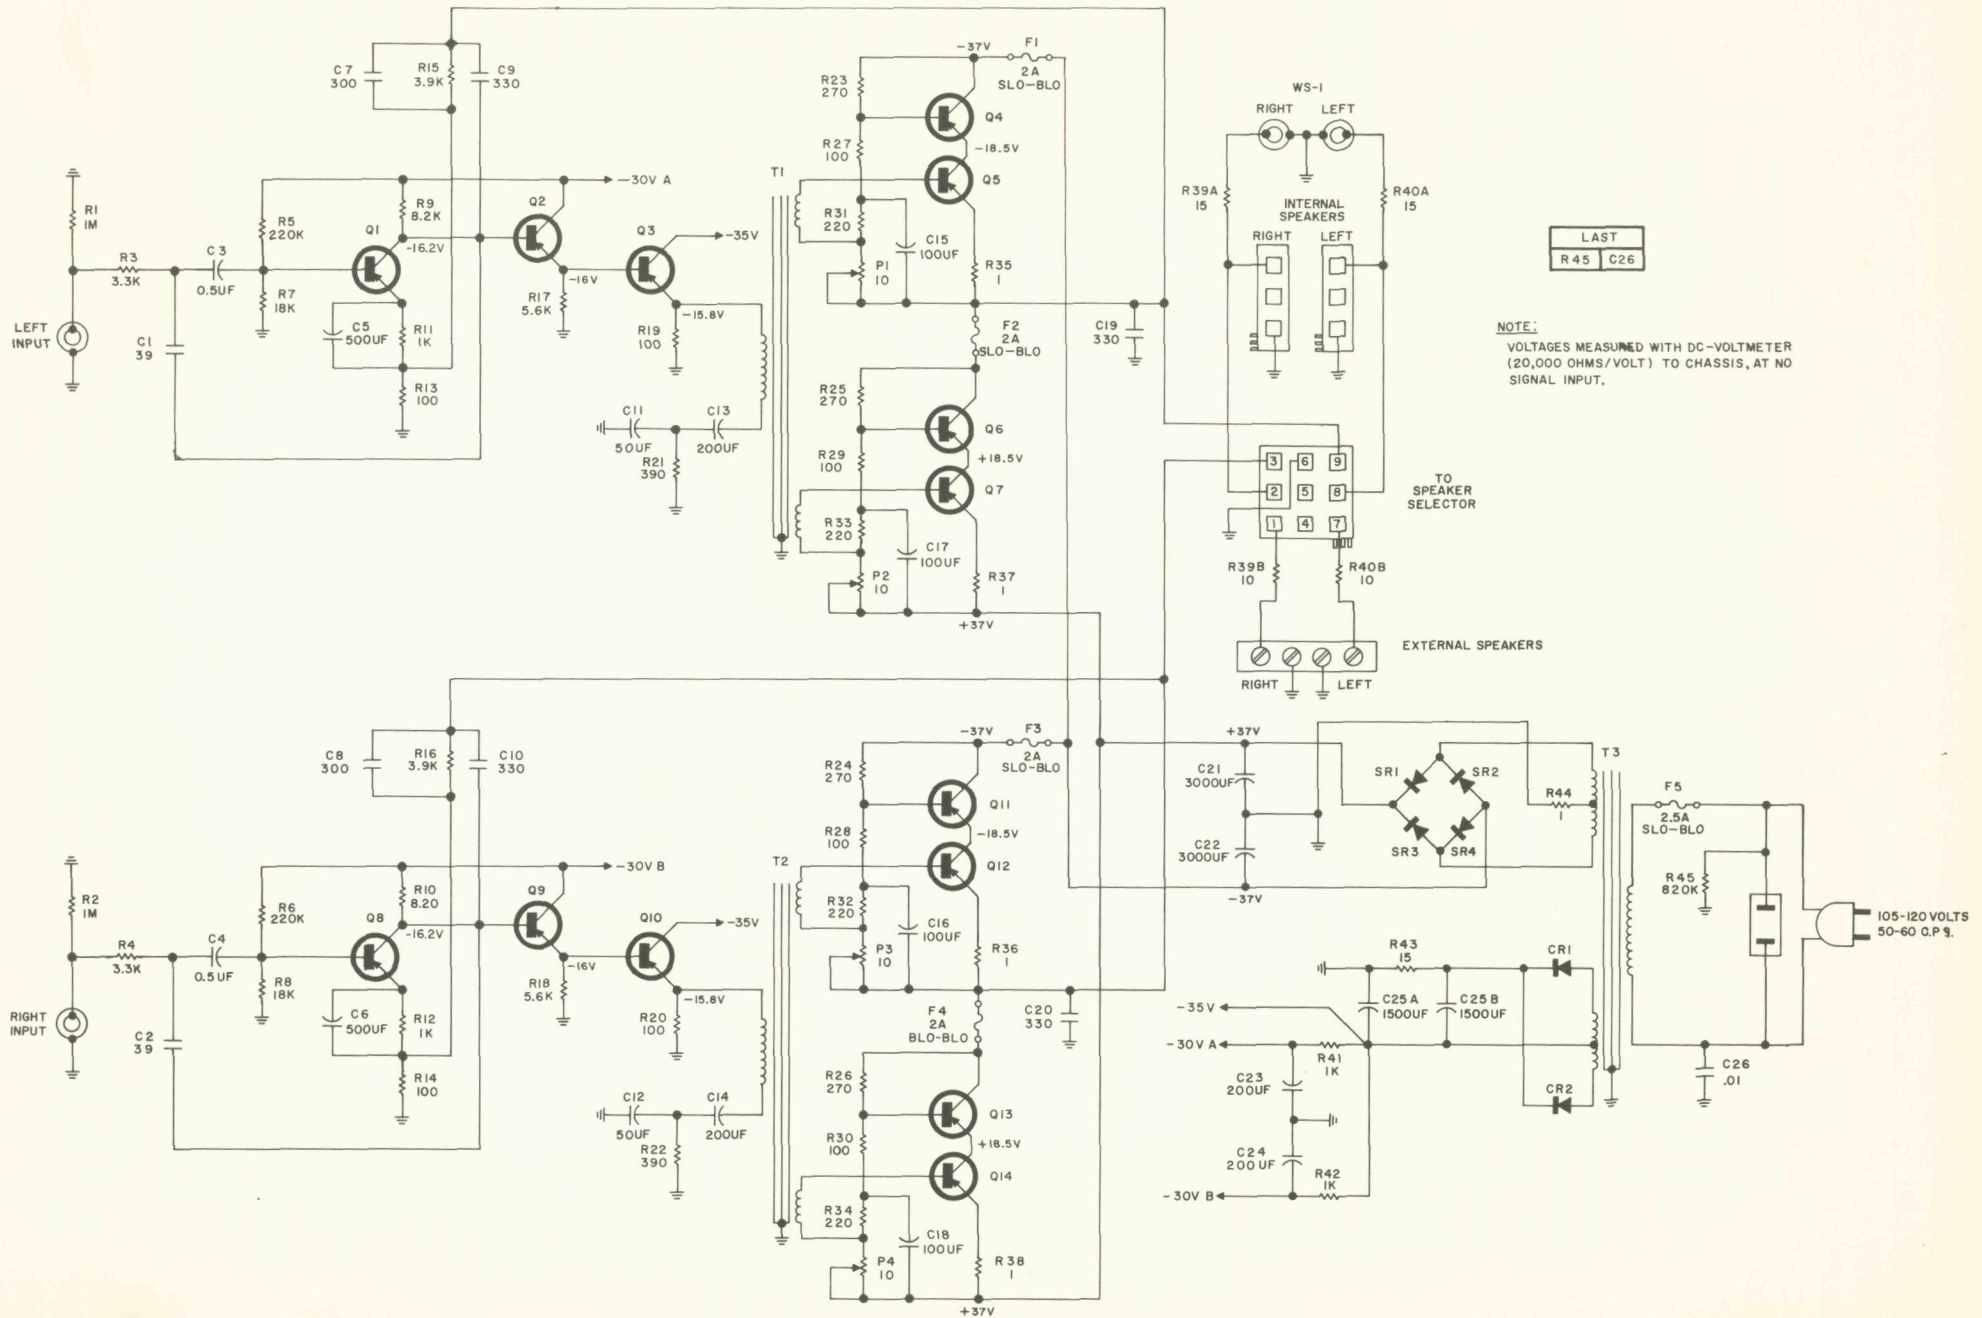 C7
300
R15
3.9K
C9
330
R1
1M
R3
3.3K
C3
0.5UF
LEFT
INPUT
C1
39
R5
220K
R7
18K
R9
8.2K
Q1
-16.2V
C5
500UF
R11
1K
R13
100
-30V A
Q2
-16V
R17
5.6K
Q3
-35V
-15.8V
R19
100
C11
50UF
C13
200UF
R21
390
T1
R23
270
R27
100
R31
220
P1
10
C15
100UF
-37V
F1
2A
SLO-BLO
Q4
-18.5V
Q5
R35
1
F2
2A
SLO-BLO
C19
330
R25
270
R29
100
R33
220
P2
10
C17
100UF
Q6
+18.5V
Q7
R37
1
+37V
WS-1
RIGHT
LEFT
R39A
15
R40A
15
INTERNAL
SPEAKERS
RIGHT
LEFT
3 6 9
2 5 8
1 4 7
TO
SPEAKER
SELECTOR
R39B
10
R40B
10
EXTERNAL SPEAKERS
RIGHT
LEFT
LAST
R45 C26
NOTE:
VOLTAGES MEASURED WITH DC-VOLTMETER
(20,000 OHMS/VOLT) TO CHASSIS, AT NO
SIGNAL INPUT.
C8
300
R16
3.9K
C10
330
R2
1M
R4
3.3K
C4
0.5UF
RIGHT
INPUT
C2
39
R6
220K
R8
18K
R10
8.20
Q8
-16.2V
C6
500UF
R12
1K
R14
100
-30V B
Q9
-16V
R18
5.6K
Q10
-35V
-15.8V
R20
100
C12
50UF
C14
200UF
R22
390
T2
R24
270
R28
100
R32
220
P3
10
C16
100UF
-37V
F3
2A
SLO-BLO
Q11
-18.5V
Q12
R36
1
F4
2A
BLO-BLO
C20
330
R26
270
R30
100
R34
220
P4
10
C18
100UF
Q13
+18.5V
Q14
R38
1
+37V
+37V
C21
3000UF
C22
3000UF
-37V
SR1
SR2
SR3
SR4
R44
1
T3
F5
2.5A
SLO-BLO
R45
820K
105-120 VOLTS
50-60 C.P.S.
R43
15
CR1
C25A
1500UF
C25B
1500UF
-35V
-30V A
R41
1K
C23
200UF
C24
200UF
R42
1K
-30V B
CR2
C26
.01